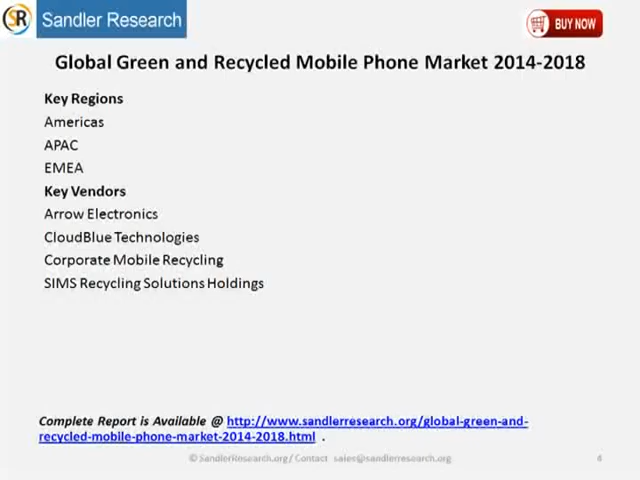 SR Sandler Research
BUY NOW
Global Green and Recycled Mobile Phone Market 2014-2018
Key Regions
Americas
APAC
EMEA
Key Vendors
Arrow Electronics
CloudBlue Technologies
Corporate Mobile Recycling
SIMS Recycling Solutions Holdings
Complete Report is Available @ http://www.sandlerresearch.org/global-green-and-
recycled-mobile-phone-market-2014-2018.html .
© SandlerResearch.org/ Contact sales@sandlerresearch.org
4